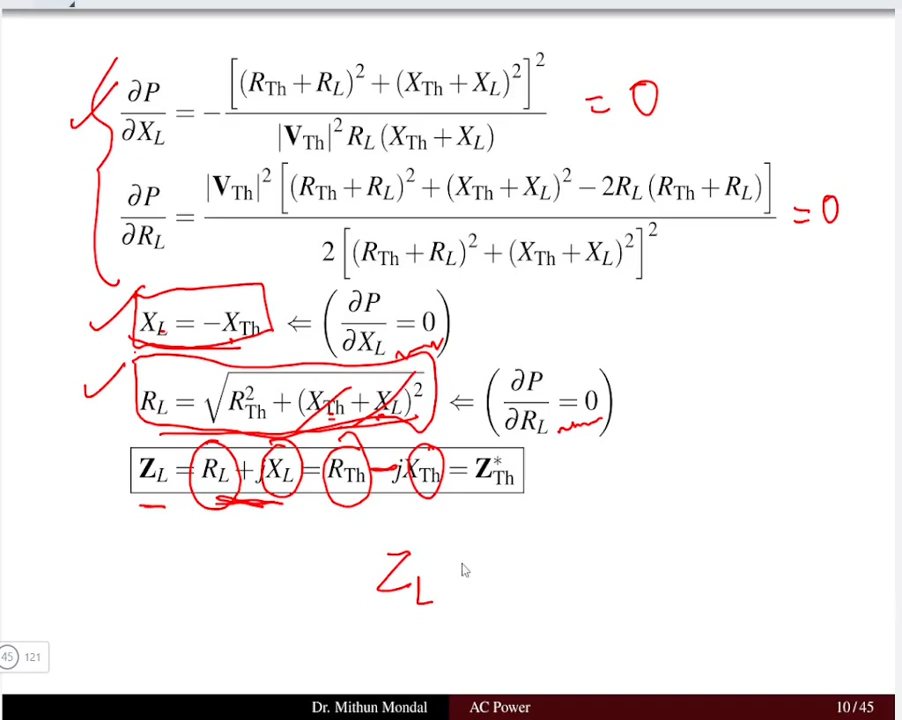 ∂P/∂X_L = −[(R_Th + R_L)² + (X_Th + X_L)²]² / |V_Th|² R_L (X_Th + X_L) = 0
∂P/∂R_L = |V_Th|² [(R_Th + R_L)² + (X_Th + X_L)² − 2R_L (R_Th + R_L)] / 2 [(R_Th + R_L)² + (X_Th + X_L)²]² = 0
X_L = −X_Th ⇐ (∂P/∂X_L = 0)
R_L = √(R_Th² + (X_Th + X_L)²) ⇐ (∂P/∂R_L = 0)
Z_L = R_L + jX_L = R_Th − jX_Th = Z_Th*
Z_L
45 121
Dr. Mithun Mondal AC Power 10/45